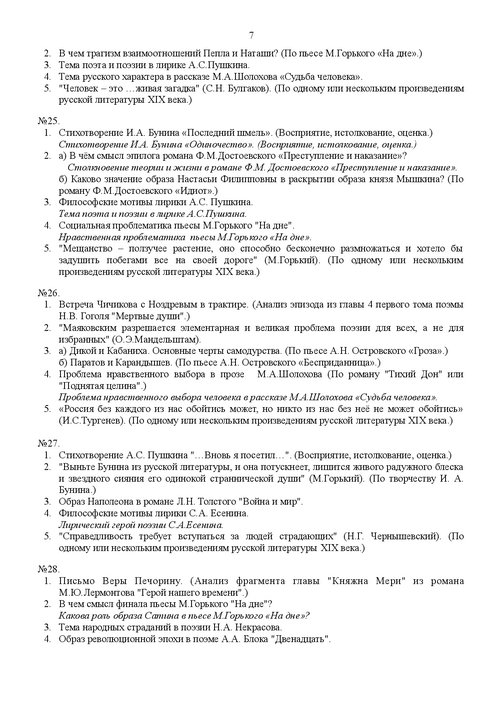 7
2. В чем трагизм взаимоотношений Пепла и Наташи? (По пьесе М.Горького «На дне».)
3. Тема поэта и поэзии в лирике А.С.Пушкина.
4. Тема русского характера в рассказе М.А.Шолохова «Судьба человека».
5. "Человек – это …живая загадка" (С.Н. Булгаков). (По одному или нескольким произведениям
русской литературы XIX века.)
№25.
1. Стихотворение И.А. Бунина «Последний шмель». (Восприятие, истолкование, оценка.)
Стихотворение И.А. Бунина «Одиночество». (Восприятие, истолкование, оценка.)
2. а) В чём смысл эпилога романа Ф.М.Достоевского «Преступление и наказание»?
Столкновение теории и жизни в романе Ф.М. Достоевского «Преступление и наказание».
б) Каково значение образа Настасьи Филипповны в раскрытии образа князя Мышкина? (По
роману Ф.М.Достоевского «Идиот».)
3. Философские мотивы лирики А.С. Пушкина.
Тема поэта и поэзии в лирике А.С.Пушкина.
4. Социальная проблематика пьесы М.Горького "На дне".
Нравственная проблематика пьесы М.Горького «На дне».
5. "Мещанство – ползучее растение, оно способно бесконечно размножаться и хотело бы
задушить побегами все на своей дороге" (М.Горький). (По одному или нескольким
произведениям русской литературы XIX века.)
№26.
1. Встреча Чичикова с Ноздревым в трактире. (Анализ эпизода из главы 4 первого тома поэмы
Н.В. Гоголя "Мертвые души".)
2. "Маяковским разрешается элементарная и великая проблема поэзии для всех, а не для
избранных" (О.Э.Мандельштам).
3. а) Дикой и Кабаниха. Основные черты самодурства. (По пьесе А.Н. Островского «Гроза».)
б) Паратов и Карандышев. (По пьесе А.Н. Островского «Бесприданница».)
4. Проблема нравственного выбора в прозе М.А.Шолохова (По роману "Тихий Дон" или
"Поднятая целина".)
Проблема нравственного выбора человека в рассказе М.А.Шолохова «Судьба человека».
5. «Россия без каждого из нас обойтись может, но никто из нас без неё не может обойтись»
(И.С.Тургенев). (По одному или нескольким произведениям русской литературы XIX века.)
№27.
1. Стихотворение А.С. Пушкина "…Вновь я посетил…". (Восприятие, истолкование, оценка.)
2. "Выньте Бунина из русской литературы, и она потускнеет, лишится живого радужного блеска
и звездного сияния его одинокой страннической души" (М.Горький). (По творчеству И. А.
Бунина.)
3. Образ Наполеона в романе Л.Н. Толстого "Война и мир".
4. Философские мотивы лирики С.А. Есенина.
Лирический герой поэзии С.А.Есенина.
5. "Справедливость требует вступаться за людей страдающих" (Н.Г. Чернышевский). (По
одному или нескольким произведениям русской литературы XIX века.)
№28.
1. Письмо Веры Печорину. (Анализ фрагмента главы "Княжна Мери" из романа
М.Ю.Лермонтова "Герой нашего времени".)
2. В чем смысл финала пьесы М.Горького "На дне"?
Какова роль образа Сатина в пьесе М.Горького «На дне»?
3. Тема народных страданий в поэзии Н.А. Некрасова.
4. Образ революционной эпохи в поэме А.А. Блока "Двенадцать".